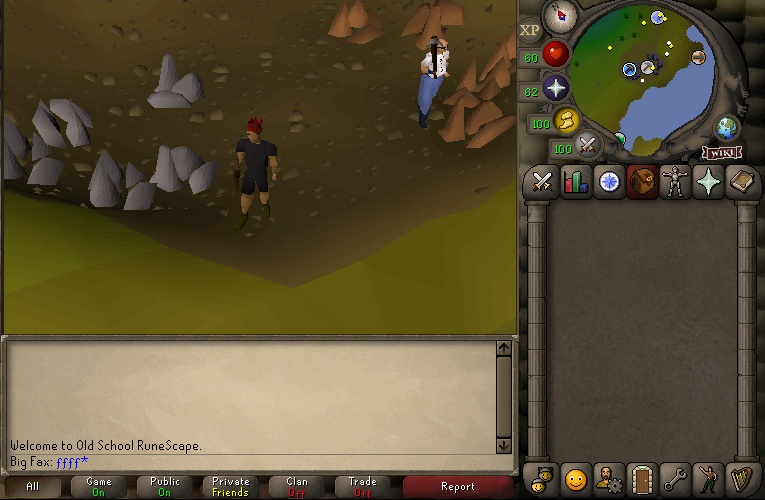 XP
60
62
100
100
WIKI
Welcome to Old School RuneScape.
Big Fax: ffff*
All
Game
On
Public
On
Private
Friends
Clan
Off
Trade
Off
Report